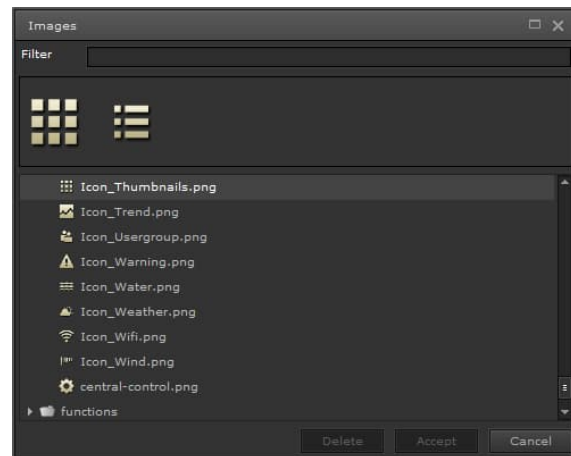 Images
Filter
Icon_Thumbnails.png
Icon_Trend.png
Icon_Usergroup.png
Icon_Warning.png
Icon_Water.png
Icon_Weather.png
Icon_Wifi.png
Icon_Wind.png
central-control.png
functions
Delete Accept Cancel